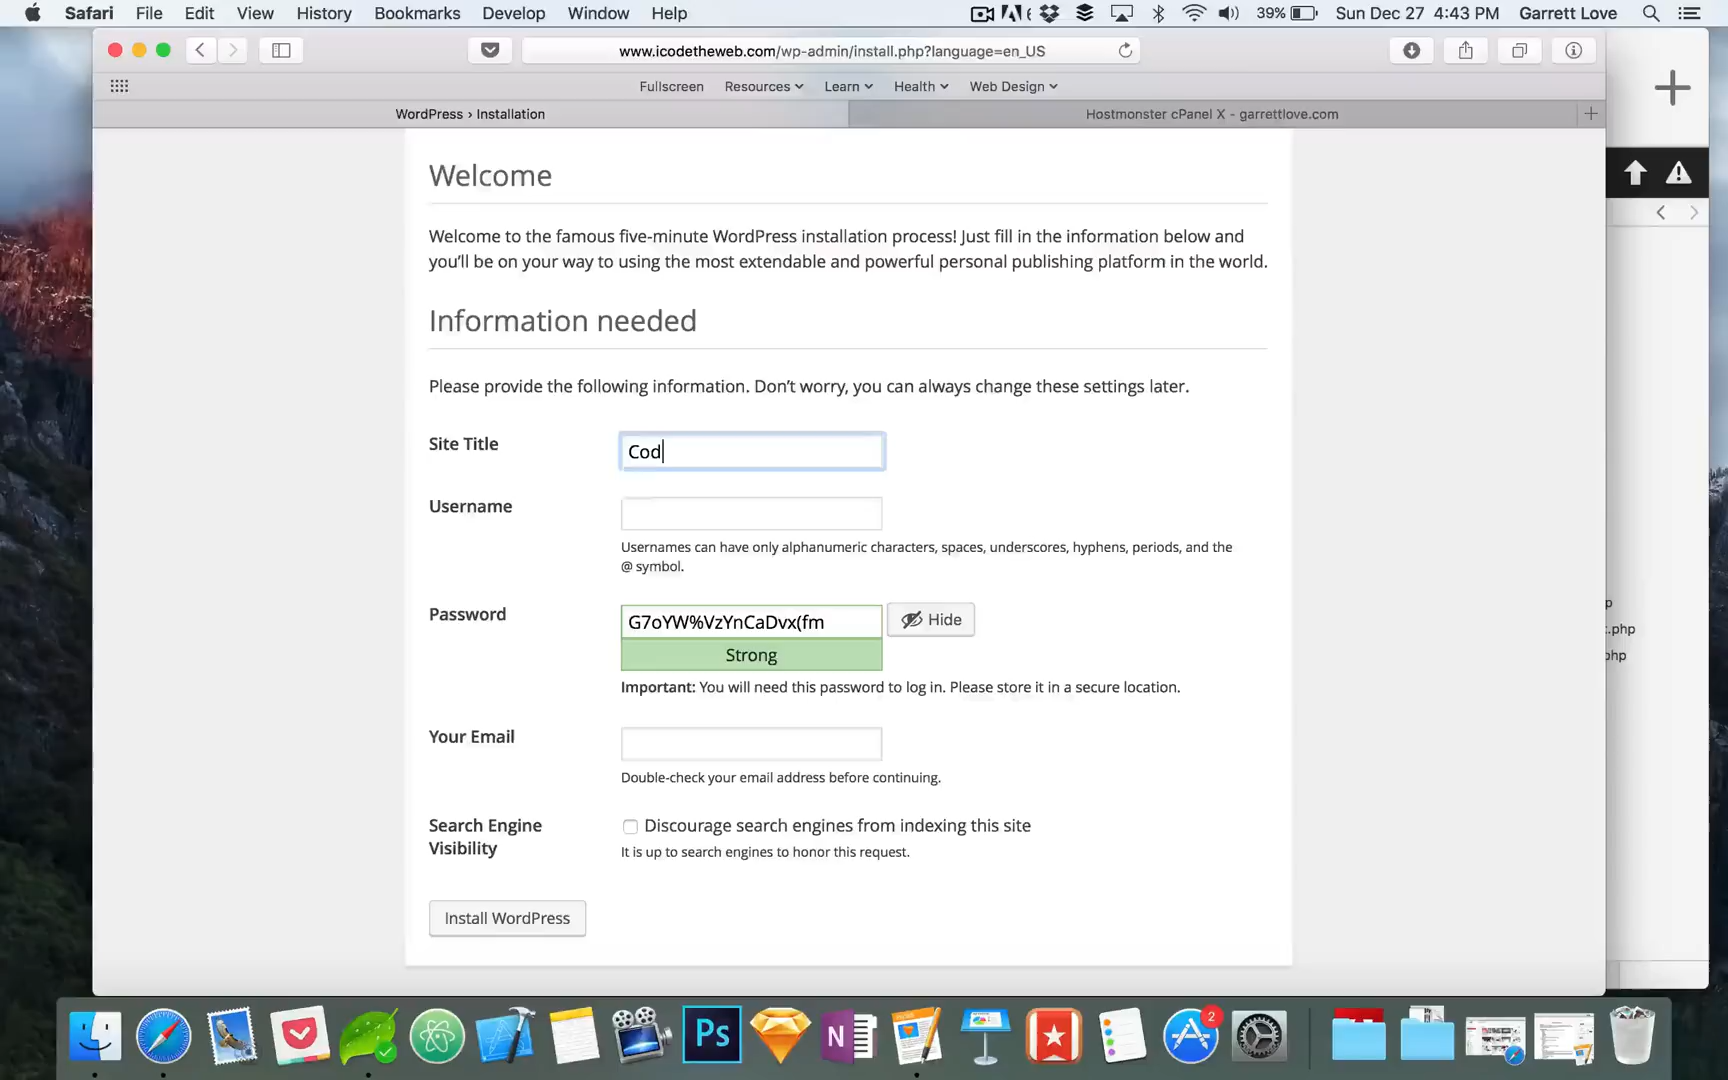 Safari File Edit View History Bookmarks Develop Window Help
39% Sun Dec 27 4:43 PM Garrett Love
www.icodetheweb.com/wp-admin/install.php?language=en_US
Fullscreen Resources Learn Health Web Design
WordPress › Installation
Hostmonster cPanel X - garrettlove.com
Welcome
Welcome to the famous five-minute WordPress installation process! Just fill in the information below and
you’ll be on your way to using the most extendable and powerful personal publishing platform in the world.
Information needed
Please provide the following information. Don’t worry, you can always change these settings later.
Site Title
Cod
Username
Usernames can have only alphanumeric characters, spaces, underscores, hyphens, periods, and the
@ symbol.
Password
G7oYW%VzYnCaDvx(fm
Hide
Strong
Important: You will need this password to log in. Please store it in a secure location.
Your Email
Double-check your email address before continuing.
Search Engine
Visibility
Discourage search engines from indexing this site
It is up to search engines to honor this request.
Install WordPress
p
t.php
php
Ps
N
2